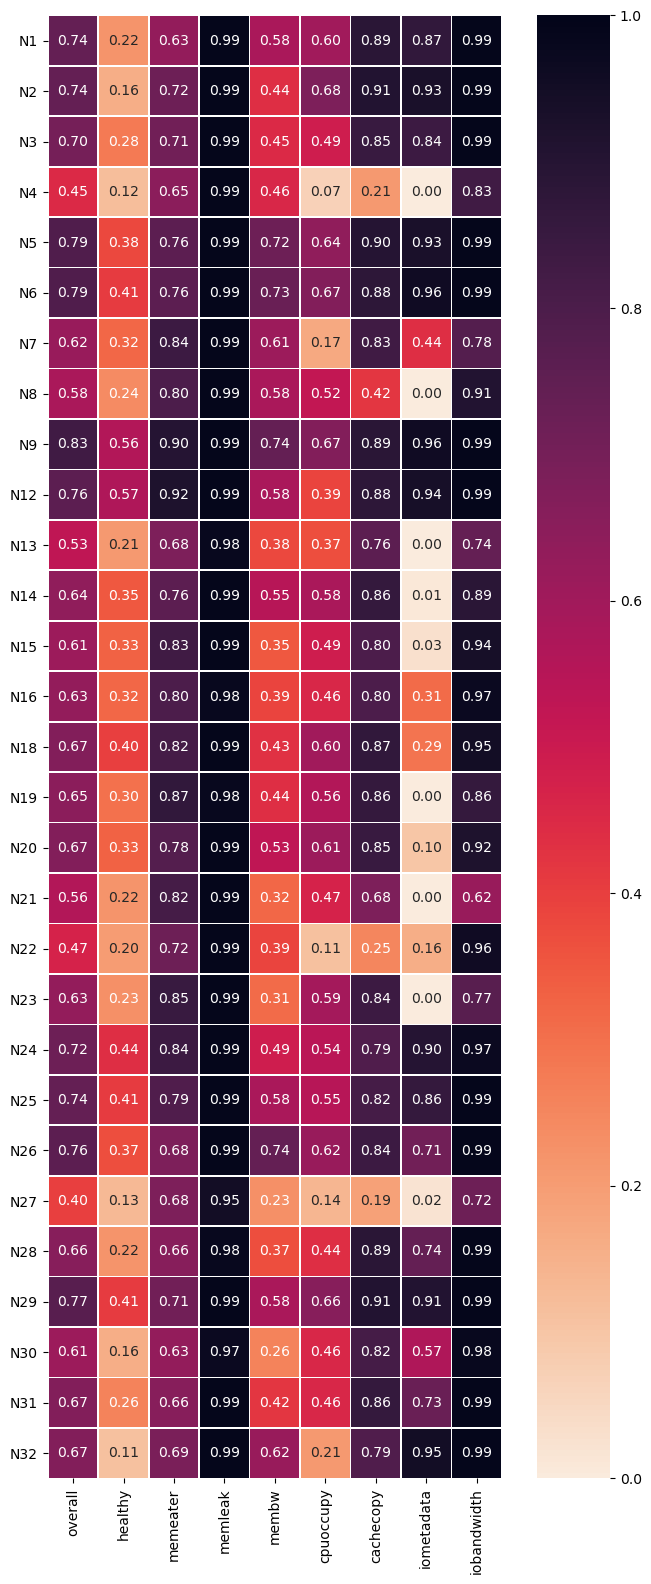 N1 0.74 0.22 0.63 0.99 0.58 0.60 0.89 0.87 0.99
N2 0.74 0.16 0.72 0.99 0.44 0.68 0.91 0.93 0.99
N3 0.70 0.28 0.71 0.99 0.45 0.49 0.85 0.84 0.99
N4 0.45 0.12 0.65 0.99 0.46 0.07 0.21 0.00 0.83
N5 0.79 0.38 0.76 0.99 0.72 0.64 0.90 0.93 0.99
N6 0.79 0.41 0.76 0.99 0.73 0.67 0.88 0.96 0.99
N7 0.62 0.32 0.84 0.99 0.61 0.17 0.83 0.44 0.78
N8 0.58 0.24 0.80 0.99 0.58 0.52 0.42 0.00 0.91
N9 0.83 0.56 0.90 0.99 0.74 0.67 0.89 0.96 0.99
N12 0.76 0.57 0.92 0.99 0.58 0.39 0.88 0.94 0.99
N13 0.53 0.21 0.68 0.98 0.38 0.37 0.76 0.00 0.74
N14 0.64 0.35 0.76 0.99 0.55 0.58 0.86 0.01 0.89
N15 0.61 0.33 0.83 0.99 0.35 0.49 0.80 0.03 0.94
N16 0.63 0.32 0.80 0.98 0.39 0.46 0.80 0.31 0.97
N18 0.67 0.40 0.82 0.99 0.43 0.60 0.87 0.29 0.95
N19 0.65 0.30 0.87 0.98 0.44 0.56 0.86 0.00 0.86
N20 0.67 0.33 0.78 0.99 0.53 0.61 0.85 0.10 0.92
N21 0.56 0.22 0.82 0.99 0.32 0.47 0.68 0.00 0.62
N22 0.47 0.20 0.72 0.99 0.39 0.11 0.25 0.16 0.96
N23 0.63 0.23 0.85 0.99 0.31 0.59 0.84 0.00 0.77
N24 0.72 0.44 0.84 0.99 0.49 0.54 0.79 0.90 0.97
N25 0.74 0.41 0.79 0.99 0.58 0.55 0.82 0.86 0.99
N26 0.76 0.37 0.68 0.99 0.74 0.62 0.84 0.71 0.99
N27 0.40 0.13 0.68 0.95 0.23 0.14 0.19 0.02 0.72
N28 0.66 0.22 0.66 0.98 0.37 0.44 0.89 0.74 0.99
N29 0.77 0.41 0.71 0.99 0.58 0.66 0.91 0.91 0.99
N30 0.61 0.16 0.63 0.97 0.26 0.46 0.82 0.57 0.98
N31 0.67 0.26 0.66 0.99 0.42 0.46 0.86 0.73 0.99
N32 0.67 0.11 0.69 0.99 0.62 0.21 0.79 0.95 0.99
overall healthy memeater memleak membw cpuoccupy cachecopy iometadata iobandwidth
1.0
0.8
0.6
0.4
0.2
0.0